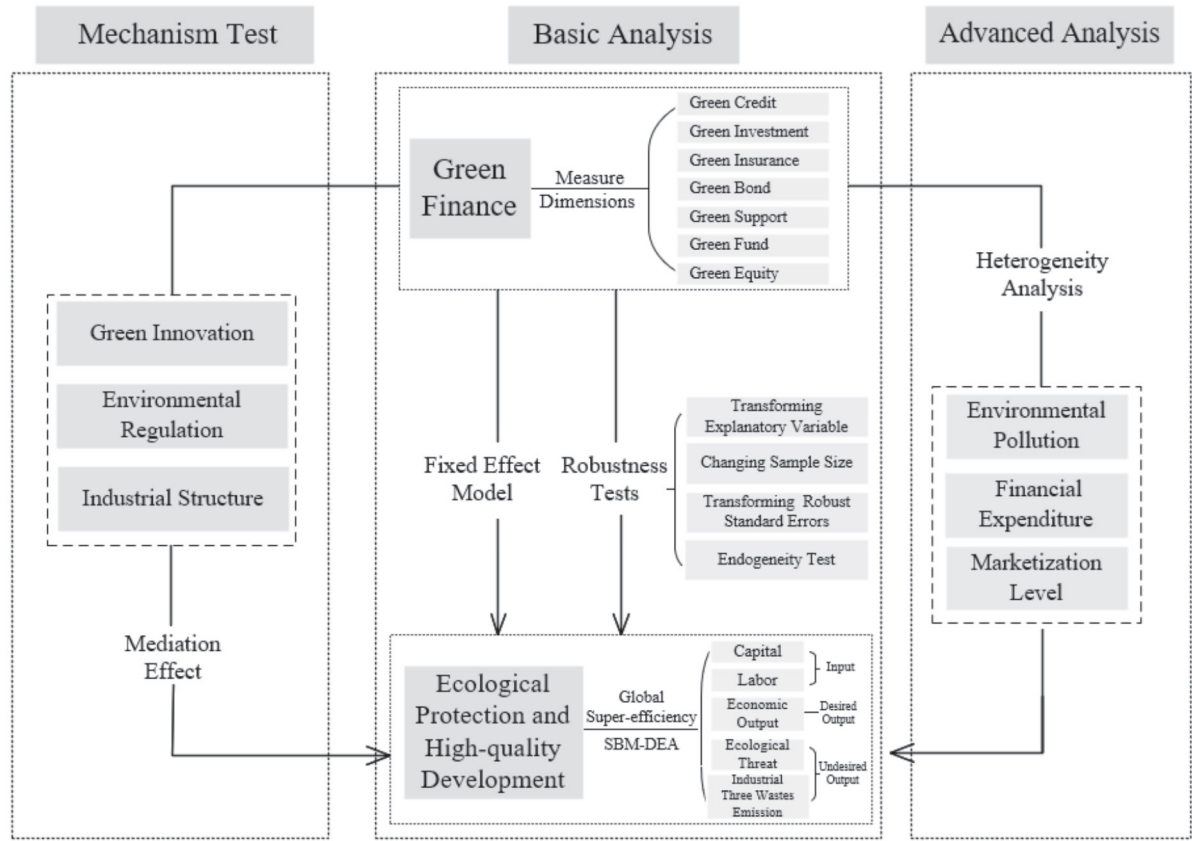 Mechanism Test
Basic Analysis
Advanced Analysis
Green
Finance
Measure
Dimensions
Green Credit
Green Investment
Green Insurance
Green Bond
Green Support
Green Fund
Green Equity
Green Innovation
Environmental
Regulation
Industrial Structure
Mediation
Effect
Fixed Effect
Model
Robustness
Tests
Transforming
Explanatory Variable
Changing Sample Size
Transforming Robust
Standard Errors
Endogeneity Test
Heterogeneity
Analysis
Environmental
Pollution
Financial
Expenditure
Marketization
Level
Ecological
Protection and
High-quality
Development
Global
Super-efficiency
SBM-DEA
Capital
Labor
Input
Economic
Output
Desired
Output
Ecological
Threat
Industrial
Three Wastes
Emission
Undesired
Output